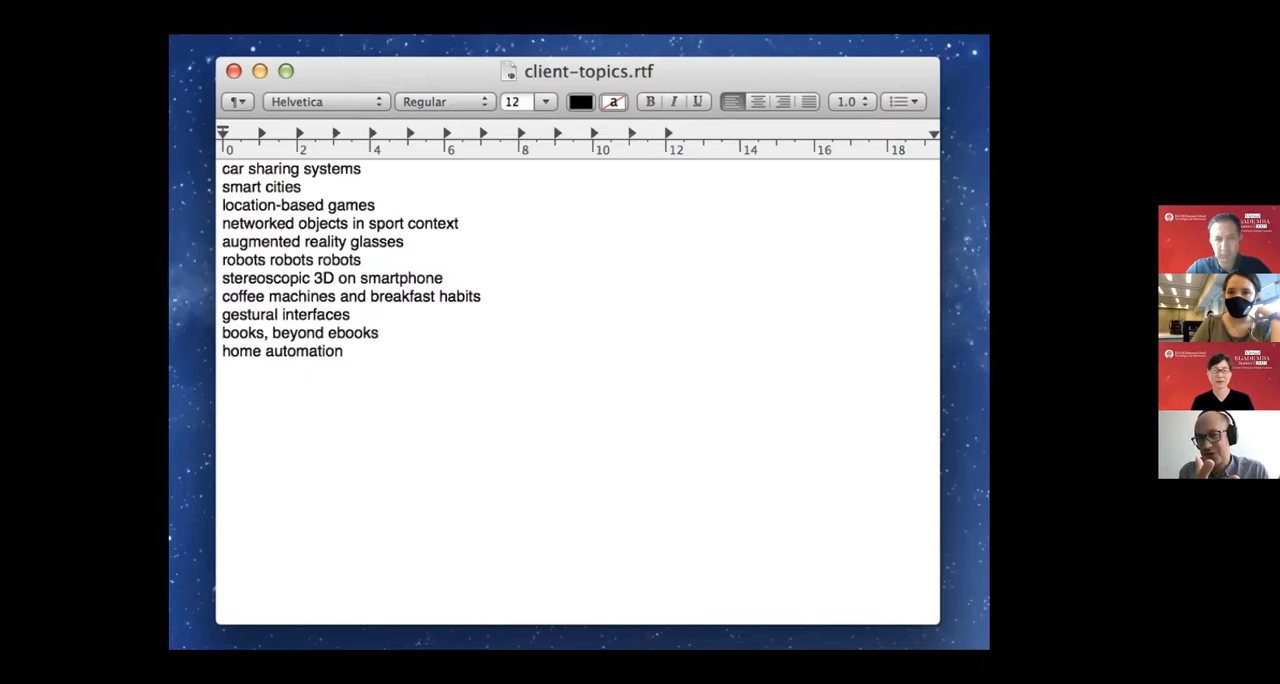 client-topics.rtf
¶ Helvetica Regular 12 a B I U 1.0
0 2 4 6 8 10 12 14 16 18
car sharing systems
smart cities
location-based games
networked objects in sport context
augmented reality glasses
robots robots robots
stereoscopic 3D on smartphone
coffee machines and breakfast habits
gestural interfaces
books, beyond ebooks
home automation